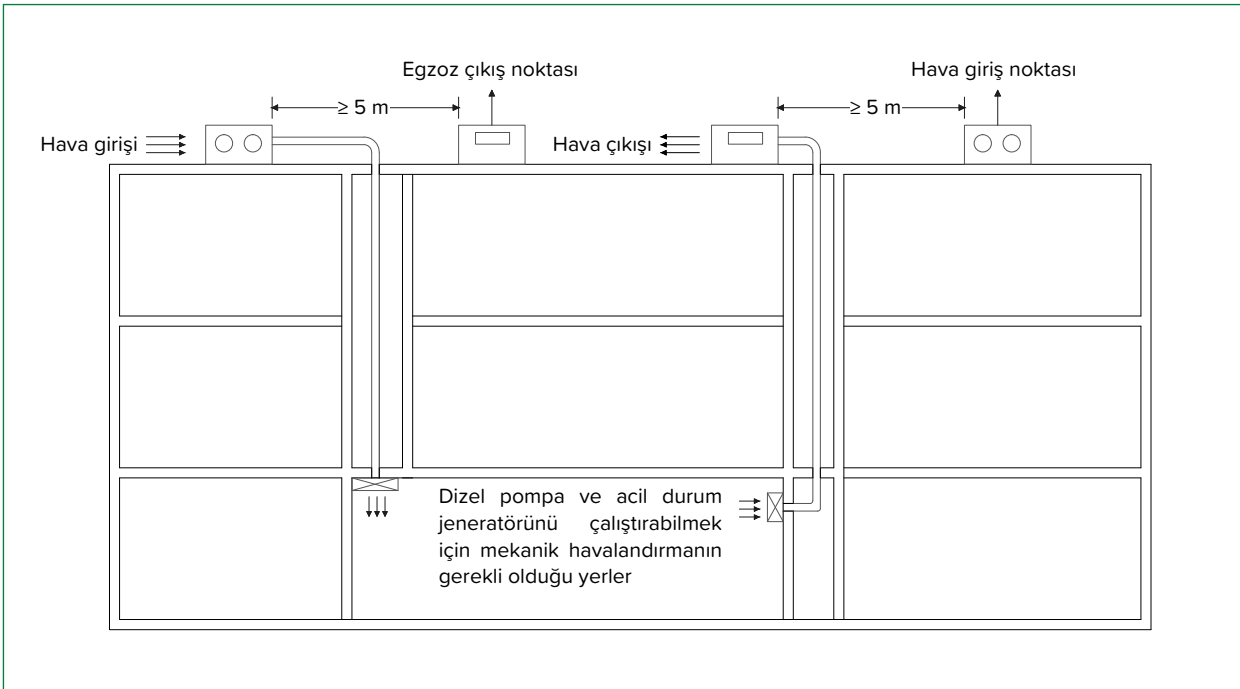 Egzoz çıkış noktası
Hava giriş noktası
≥ 5 m
≥ 5 m
Hava girişi
Hava çıkışı
Dizel pompa ve acil durum
jeneratörünü çalıştırabilmek
için mekanik havalandırmanın
gerekli olduğu yerler